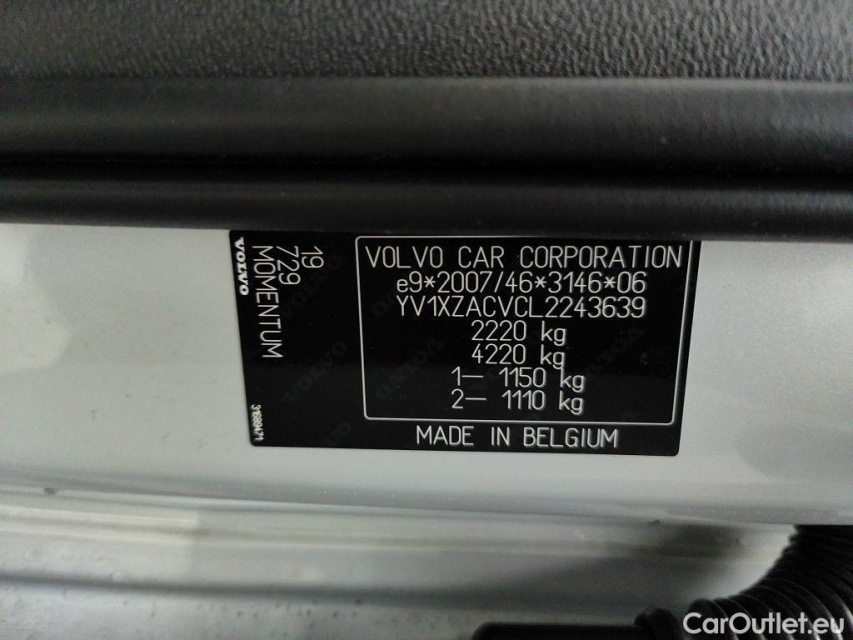 VOLVO
19
729
MOMENTUM
VOLVO CAR CORPORATION
e9*2007/46*3146*06
YV1XZACVCL2243639
2220 kg
4220 kg
1— 1150 kg
2— 1110 kg
MADE IN BELGIUM
CarOutlet.eu